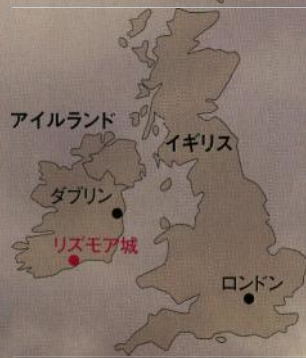 アイルランド
イギリス
ダブリン
リズモア城
ロンドン